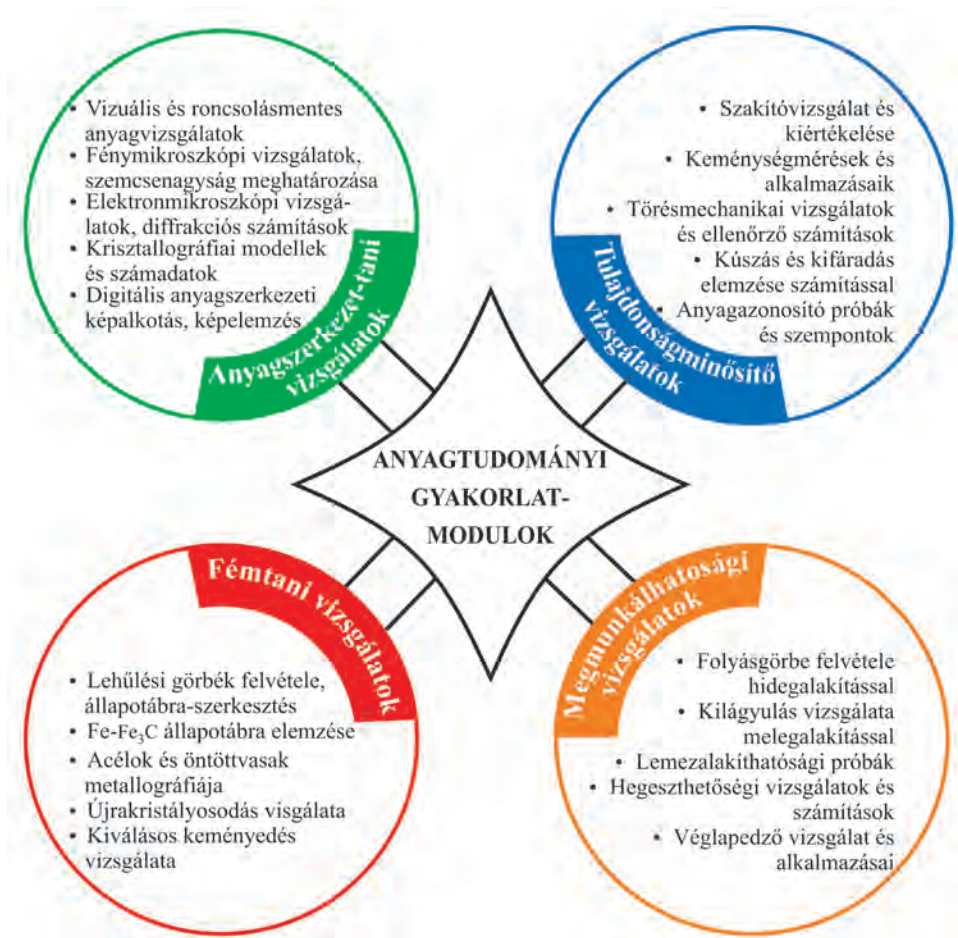 • Vizuális és roncsolásmentes
anyagvizsgálatok
• Fénymikroszkópi vizsgálatok,
szemcsenagyság meghatározása
• Elektronmikroszkópi vizsgá-
latok, diffrakciós számítások
• Krisztallográfiai modellek
és számadatok
• Digitális anyagszerkezeti
képalkotás, képelemzés
Anyagszerkezet-tani
vizsgálatok
• Szakítóvizsgálat és
kiértékelése
• Keménységmérések és
alkalmazásaik
• Törésmechanikai vizsgálatok
és ellenőrző számítások
• Kúszás és kifáradás
elemzése számítással
• Anyagazonosító próbák
és szempontok
Tulajdonságminősítő
vizsgálatok
ANYAGTUDOMÁNYI
GYAKORLAT-
MODULOK
Fémtani vizsgálatok
• Lehűlési görbék felvétele,
állapotábra-szerkesztés
• Fe-Fe₃C állapotábra elemzése
• Acélok és öntöttvasak
metallográfiája
• Újrakristályosodás visgálata
• Kiválásos keményedés
vizsgálata
Megmunkálhatósági
vizsgálatok
• Folyásgörbe felvétele
hidegalakítással
• Kilágyulás vizsgálata
melegalakítással
• Lemezalakíthatósági próbák
• Hegeszthetőségi vizsgálatok és
számítások
• Véglapedző vizsgálat és
alkalmazásai